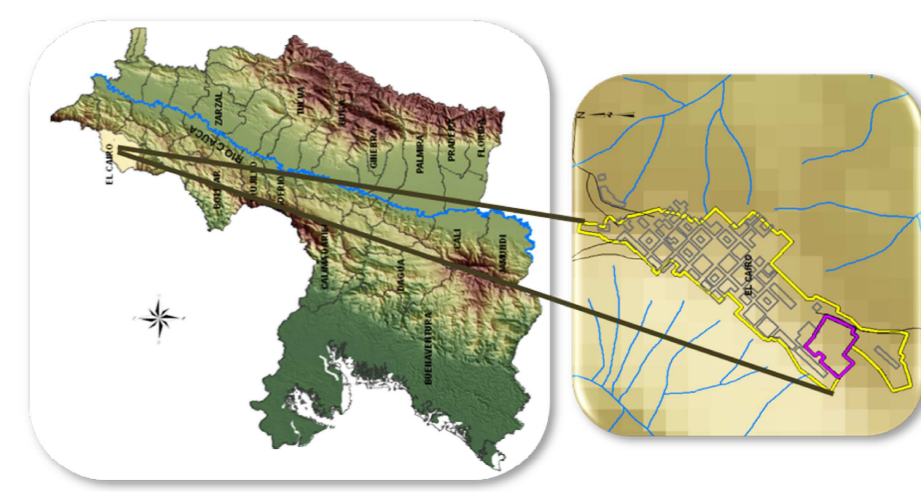 ZARZAL
TULUA
BUGA
GINEBRA
PALMIRA
PRADERA
FLORIDA
RIO CAUCA
EL CAIRO
BOLIVAR
TRUJILLO
CALI
JAMUNDI
DAGUA
BUENAVENTURA
N
EL CAIRO